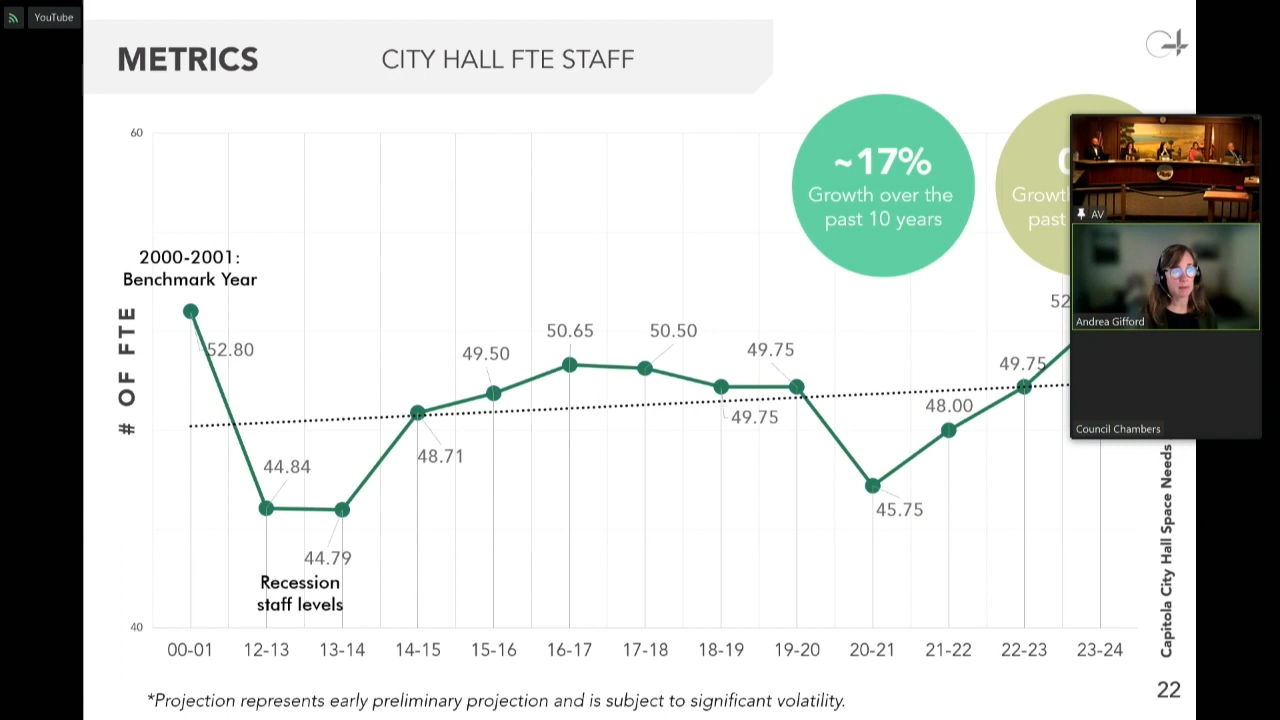 YouTube
METRICS
CITY HALL FTE STAFF
~17%
Growth over the
past 10 years
past
AV
Andrea Gifford
Council Chambers
60
40
# OF FTE
2000-2001:
Benchmark Year
52.80
44.84
44.79
Recession
staff levels
48.71
49.50
50.65
50.50
49.75
49.75
45.75
48.00
49.75
00-01
12-13
13-14
14-15
15-16
16-17
17-18
18-19
19-20
20-21
21-22
22-23
23-24
Capitola City Hall Space Needs
22
*Projection represents early preliminary projection and is subject to significant volatility.